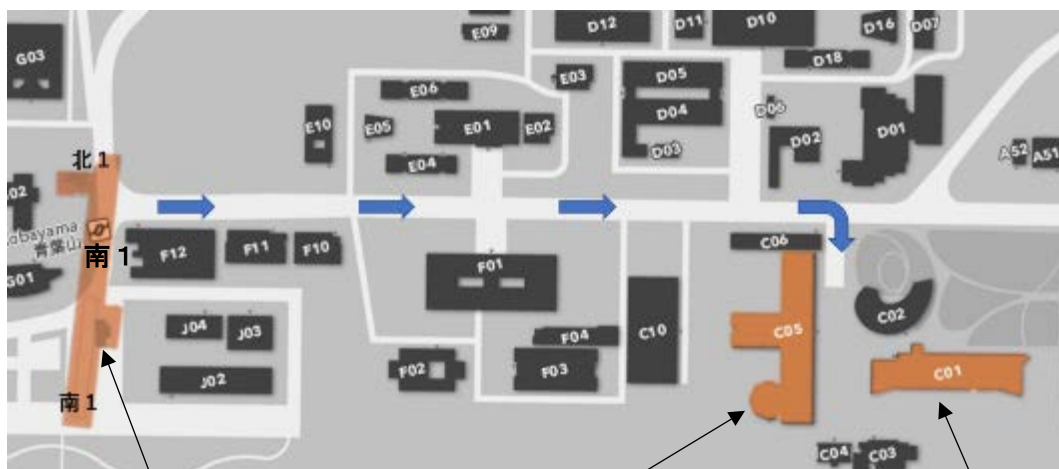 E09
D12
D11
D10
D16
D07
G03
D18
E03
D05
E06
D04
D06
E10
E05
E01
E02
D02
D01
D03
E04
A52
A51
北1
02
obayama
青葉山
南1
F12
F11
F10
C06
F01
G01
C02
J04
J03
F04
C10
C05
F02
F03
J02
C01
南1
C04
C03